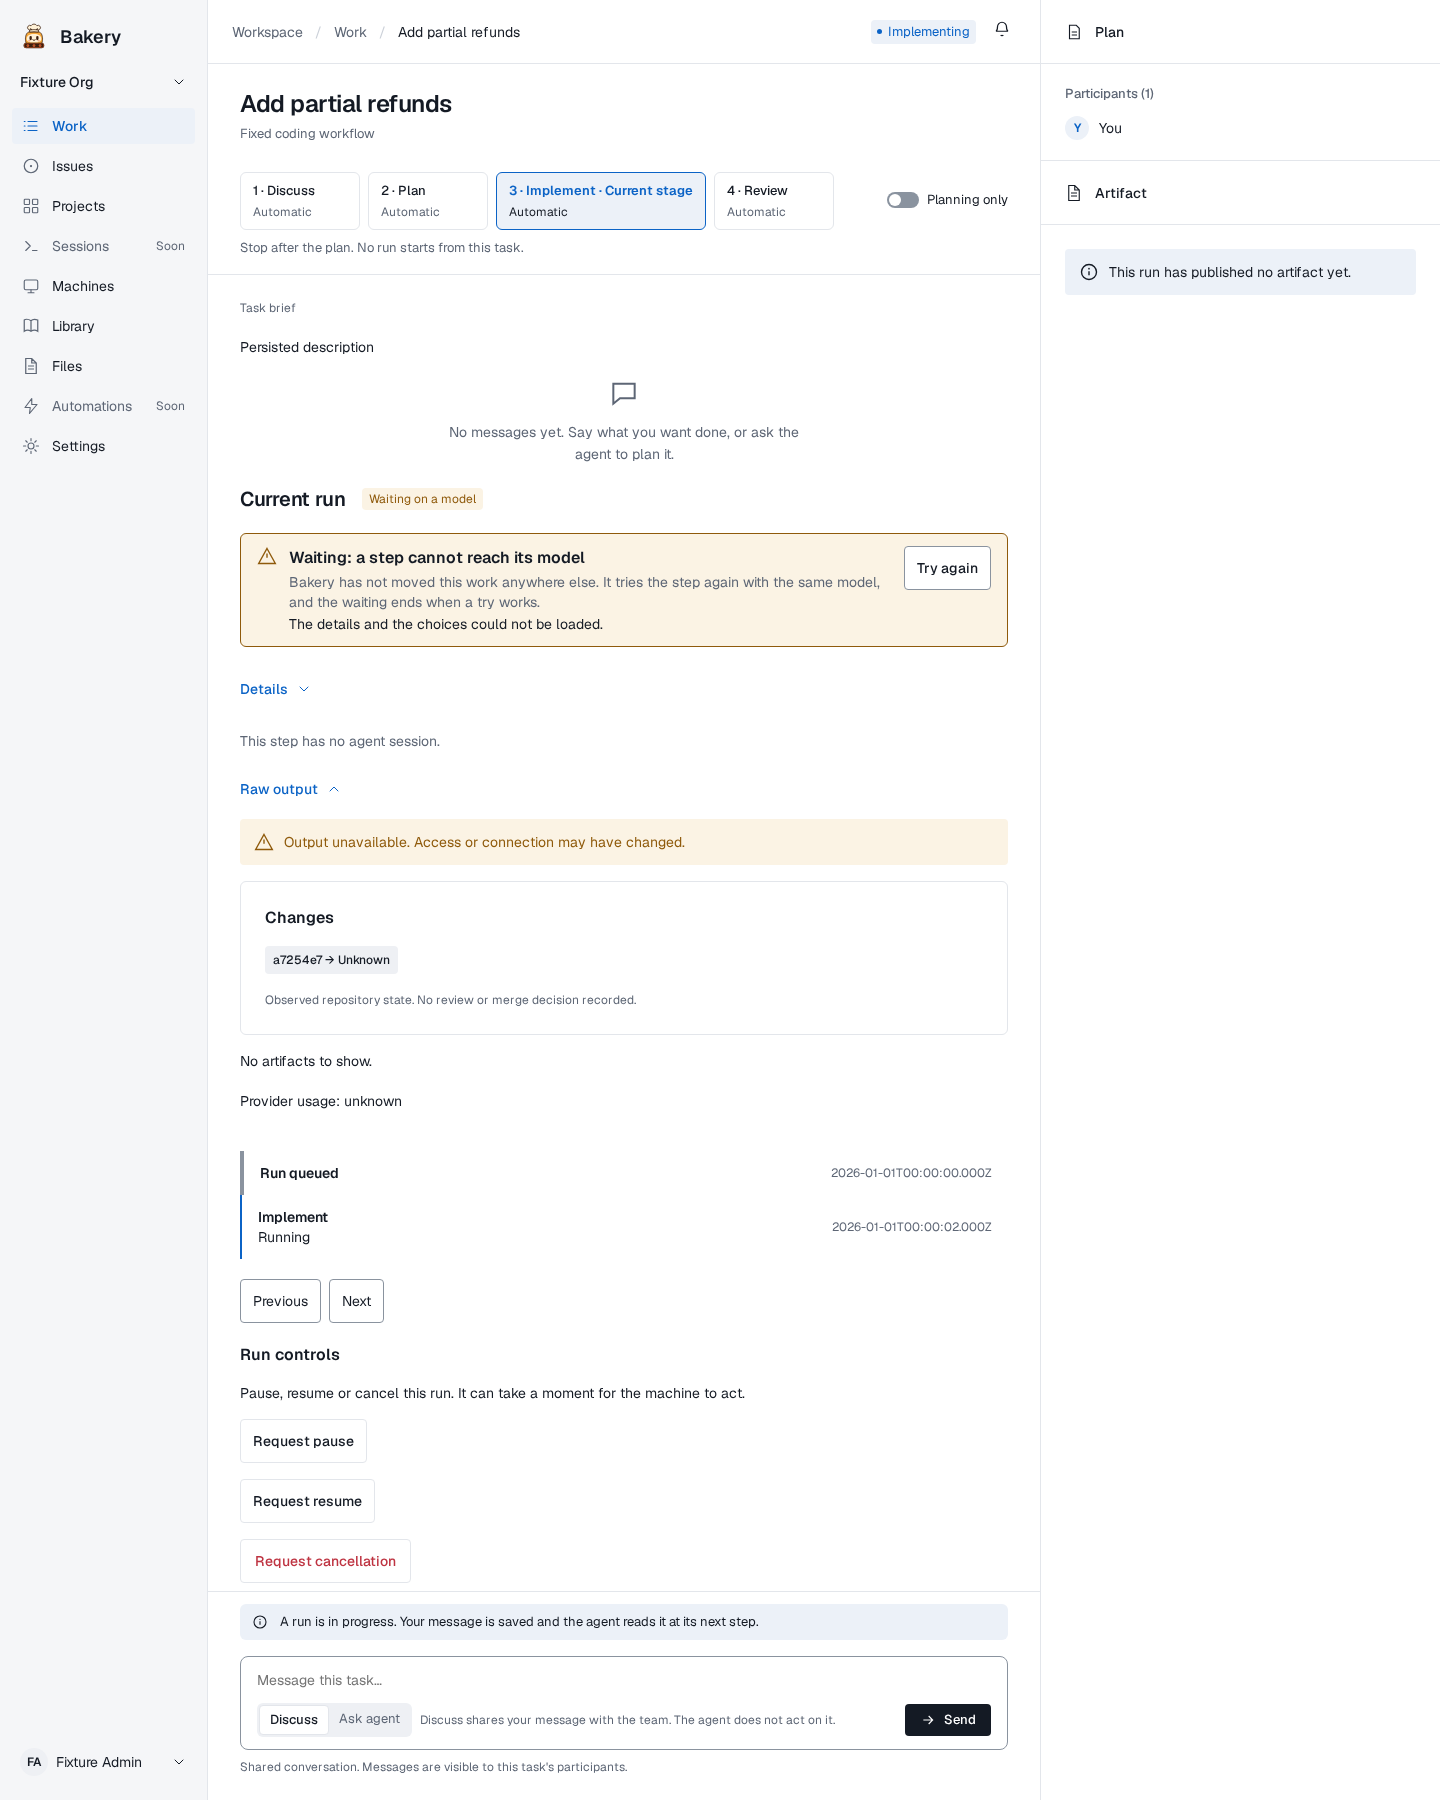 Bakery
Fixture Org
Work
Issues
Projects
Sessions Soon
Machines
Library
Files
Automations Soon
Settings
FA Fixture Admin
Workspace / Work / Add partial refunds
Implementing
Add partial refunds
Fixed coding workflow
1 · Discuss
Automatic
2 · Plan
Automatic
3 · Implement · Current stage
Automatic
4 · Review
Automatic
Planning only
Stop after the plan. No run starts from this task.
Task brief
Persisted description
No messages yet. Say what you want done, or ask the
agent to plan it.
Current run Waiting on a model
Waiting: a step cannot reach its model
Bakery has not moved this work anywhere else. It tries the step again with the same model,
and the waiting ends when a try works.
The details and the choices could not be loaded.
Try again
Details
This step has no agent session.
Raw output
Output unavailable. Access or connection may have changed.
Changes
a7254e7 → Unknown
Observed repository state. No review or merge decision recorded.
No artifacts to show.
Provider usage: unknown
Run queued 2026-01-01T00:00:00.000Z
Implement
Running
2026-01-01T00:00:02.000Z
Previous Next
Run controls
Pause, resume or cancel this run. It can take a moment for the machine to act.
Request pause
Request resume
Request cancellation
A run is in progress. Your message is saved and the agent reads it at its next step.
Message this task...
Discuss Ask agent Discuss shares your message with the team. The agent does not act on it.
→ Send
Shared conversation. Messages are visible to this task's participants.
Plan
Participants (1)
Y You
Artifact
This run has published no artifact yet.